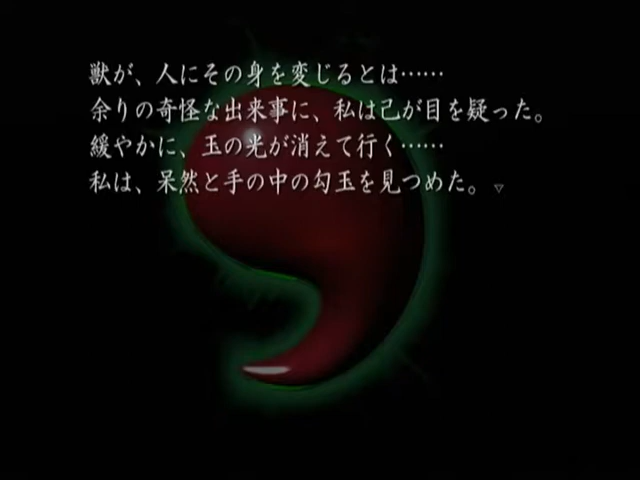 獣が、人にその身を変じるとは……
余りの奇怪な出来事に、私は己が目を疑った。
緩やかに、玉の光が消えて行く……
私は、呆然と手の中の勾玉を見つめた。▽